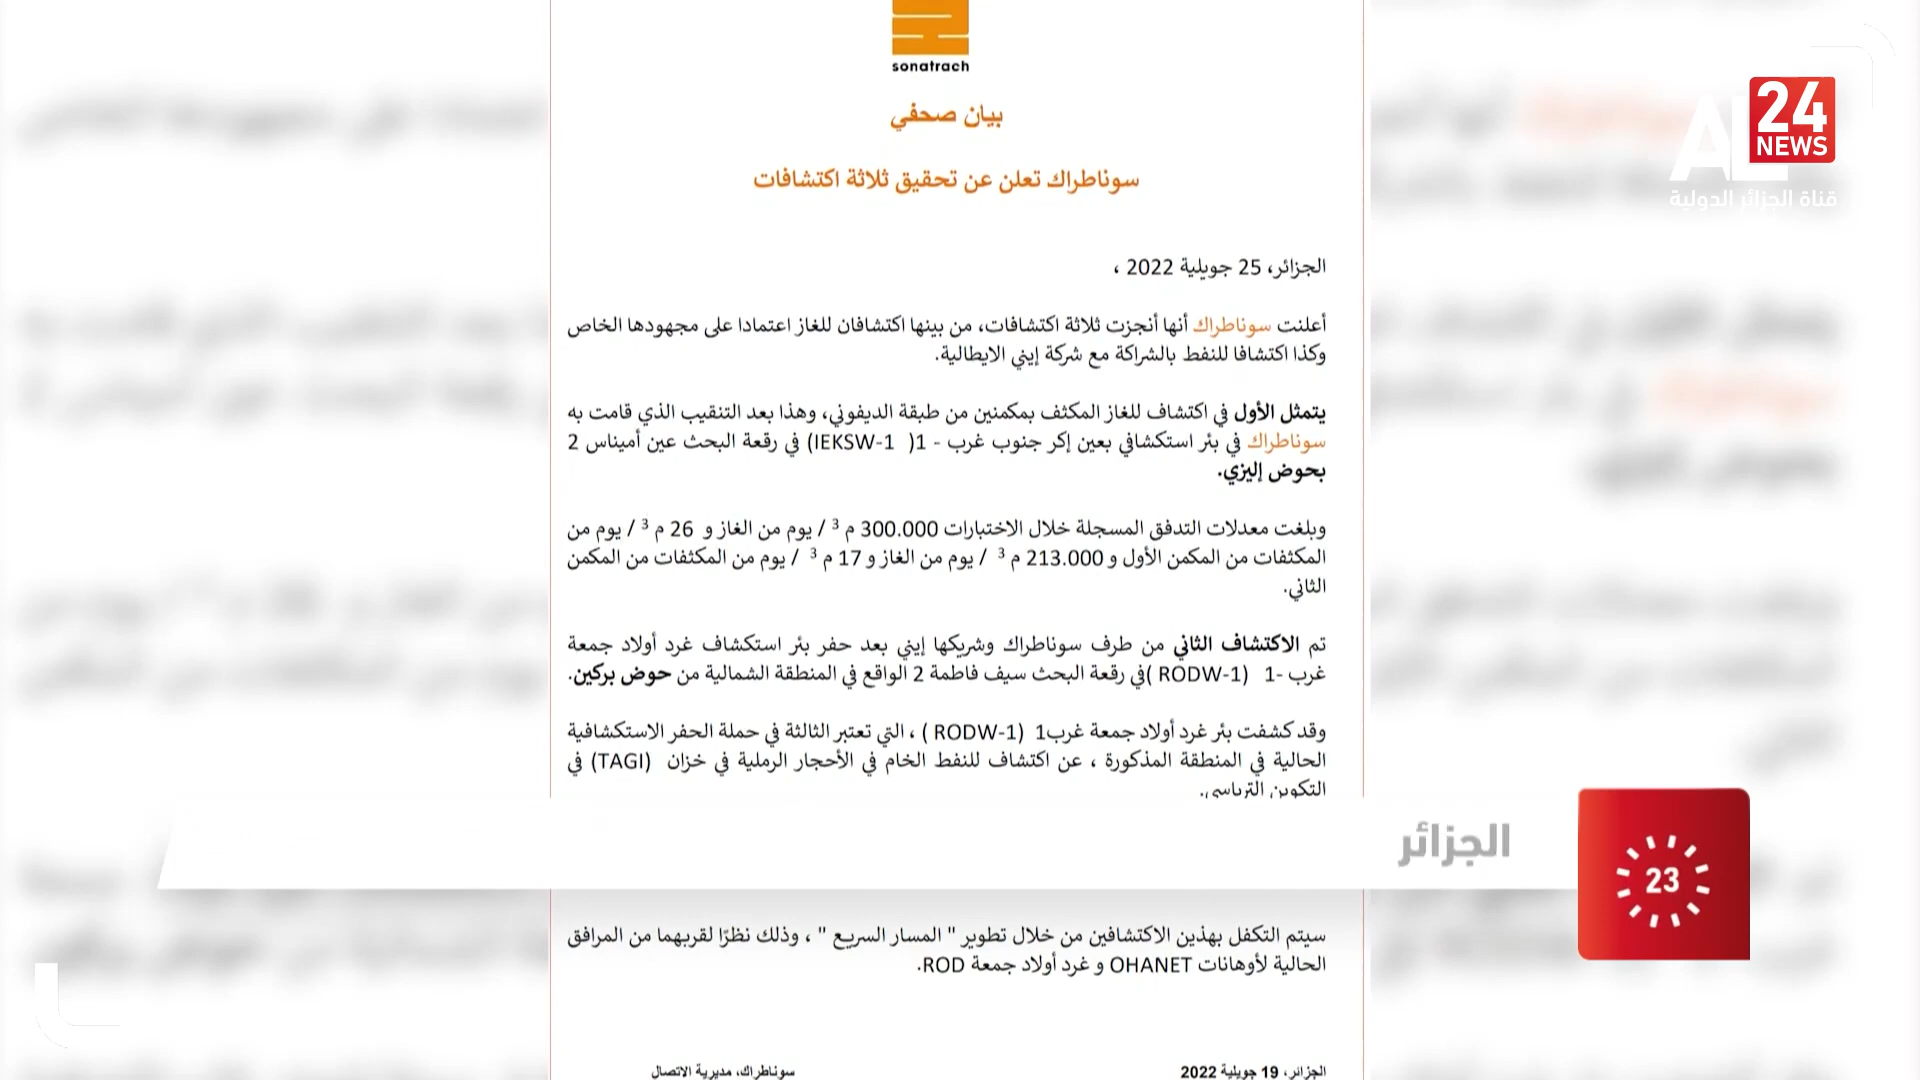 sonatrach
بيان صحفي
سوناطراك تعلن عن تحقيق ثلاثة اكتشافات
الجزائر، 25 جويلية 2022 ،
أعلنت سوناطراك أنها أنجزت ثلاثة اكتشافات، من بينها اكتشافان للغاز اعتمادا على مجهودها الخاص
وكذا اكتشافا للنفط بالشراكة مع شركة إيني الايطالية.
يتمثل الأول في اكتشاف للغاز المكثف بمكمنين من طبقة الديفوني، وهذا بعد التنقيب الذي قامت به
سوناطراك في بئر استكشافي بعين إكر جنوب غرب - 1( IEKSW-1) في رقعة البحث عين أميناس 2
بحوض إليزي.
وبلغت معدلات التدفق المسجلة خلال الاختبارات 300.000 م 3 / يوم من الغاز و 26 م 3 / يوم من
المكثفات من المكمن الأول و 213.000 م 3 / يوم من الغاز و 17 م 3 / يوم من المكثفات من المكمن
الثاني.
تم الاكتشاف الثاني من طرف سوناطراك وشريكها إيني بعد حفر بئر استكشاف غرد أولاد جمعة
غرب -1 (RODW-1 )في رقعة البحث سيف فاطمة 2 الواقع في المنطقة الشمالية من حوض بركين.
وقد كشفت بئر غرد أولاد جمعة غرب1 (RODW-1 ) ، التي تعتبر الثالثة في حملة الحفر الاستكشافية
الحالية في المنطقة المذكورة ، عن اكتشاف للنفط الخام في الأحجار الرملية في خزان (TAGI) في
التكوين الترياسي.
سيتم التكفل بهذين الاكتشافين من خلال تطوير " المسار السريع " ، وذلك نظرًا لقربهما من المرافق
الحالية لأوهانات OHANET و غرد أولاد جمعة ROD.
الجزائر، 19 جويلية 2022
سوناطراك، مديرية الاتصال
AL
24
NEWS
قناة الجزائر الدولية
الجزائر
23